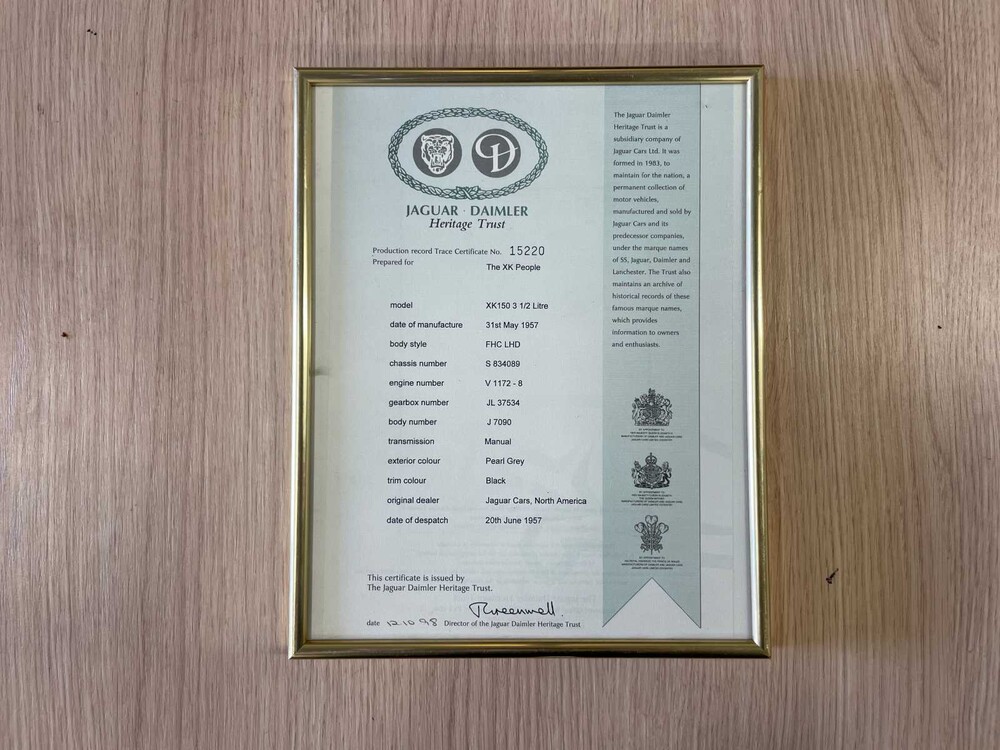 JAGUAR · DAIMLER
Heritage Trust
Production record Trace Certificate No. 15220
Prepared for
The XK People
model XK150 3 1/2 Litre
date of manufacture 31st May 1957
body style FHC LHD
chassis number S 834089
engine number V 1172 - 8
gearbox number JL 37534
body number J 7090
transmission Manual
exterior colour Pearl Grey
trim colour Black
original dealer Jaguar Cars, North America
date of despatch 20th June 1957
This certificate is issued by
The Jaguar Daimler Heritage Trust.
date 12.10.98 Director of the Jaguar Daimler Heritage Trust
The Jaguar Daimler
Heritage Trust is a
subsidiary company of
Jaguar Cars Ltd. It was
formed in 1983, to
maintain for the nation, a
permanent collection of
motor vehicles,
manufactured and sold by
Jaguar Cars and its
predecessor companies,
under the marque names
of SS, Jaguar, Daimler and
Lanchester. The Trust also
maintains an archive of
historical records of these
famous marque names,
which provides
information to owners
and enthusiasts.